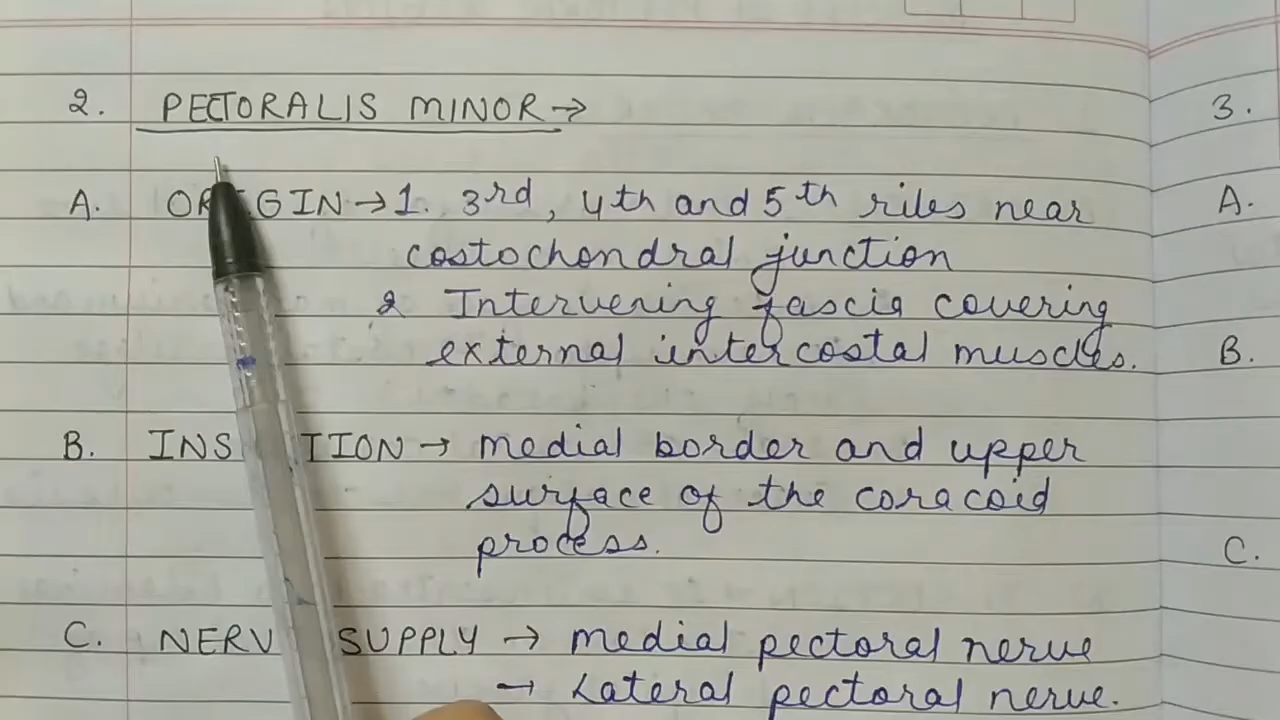 2. PECTORALIS MINOR →
A. ORIGIN → 1. 3rd, 4th and 5th ribs near
costochondral junction
2 Intervening fascia covering
external intercostal muscles.
B. INS TION → medial border and upper
surface of the coracoid
process.
C. NERV SUPPLY → medial pectoral nerve
→ Lateral pectoral nerve.
3.
A.
B.
C.